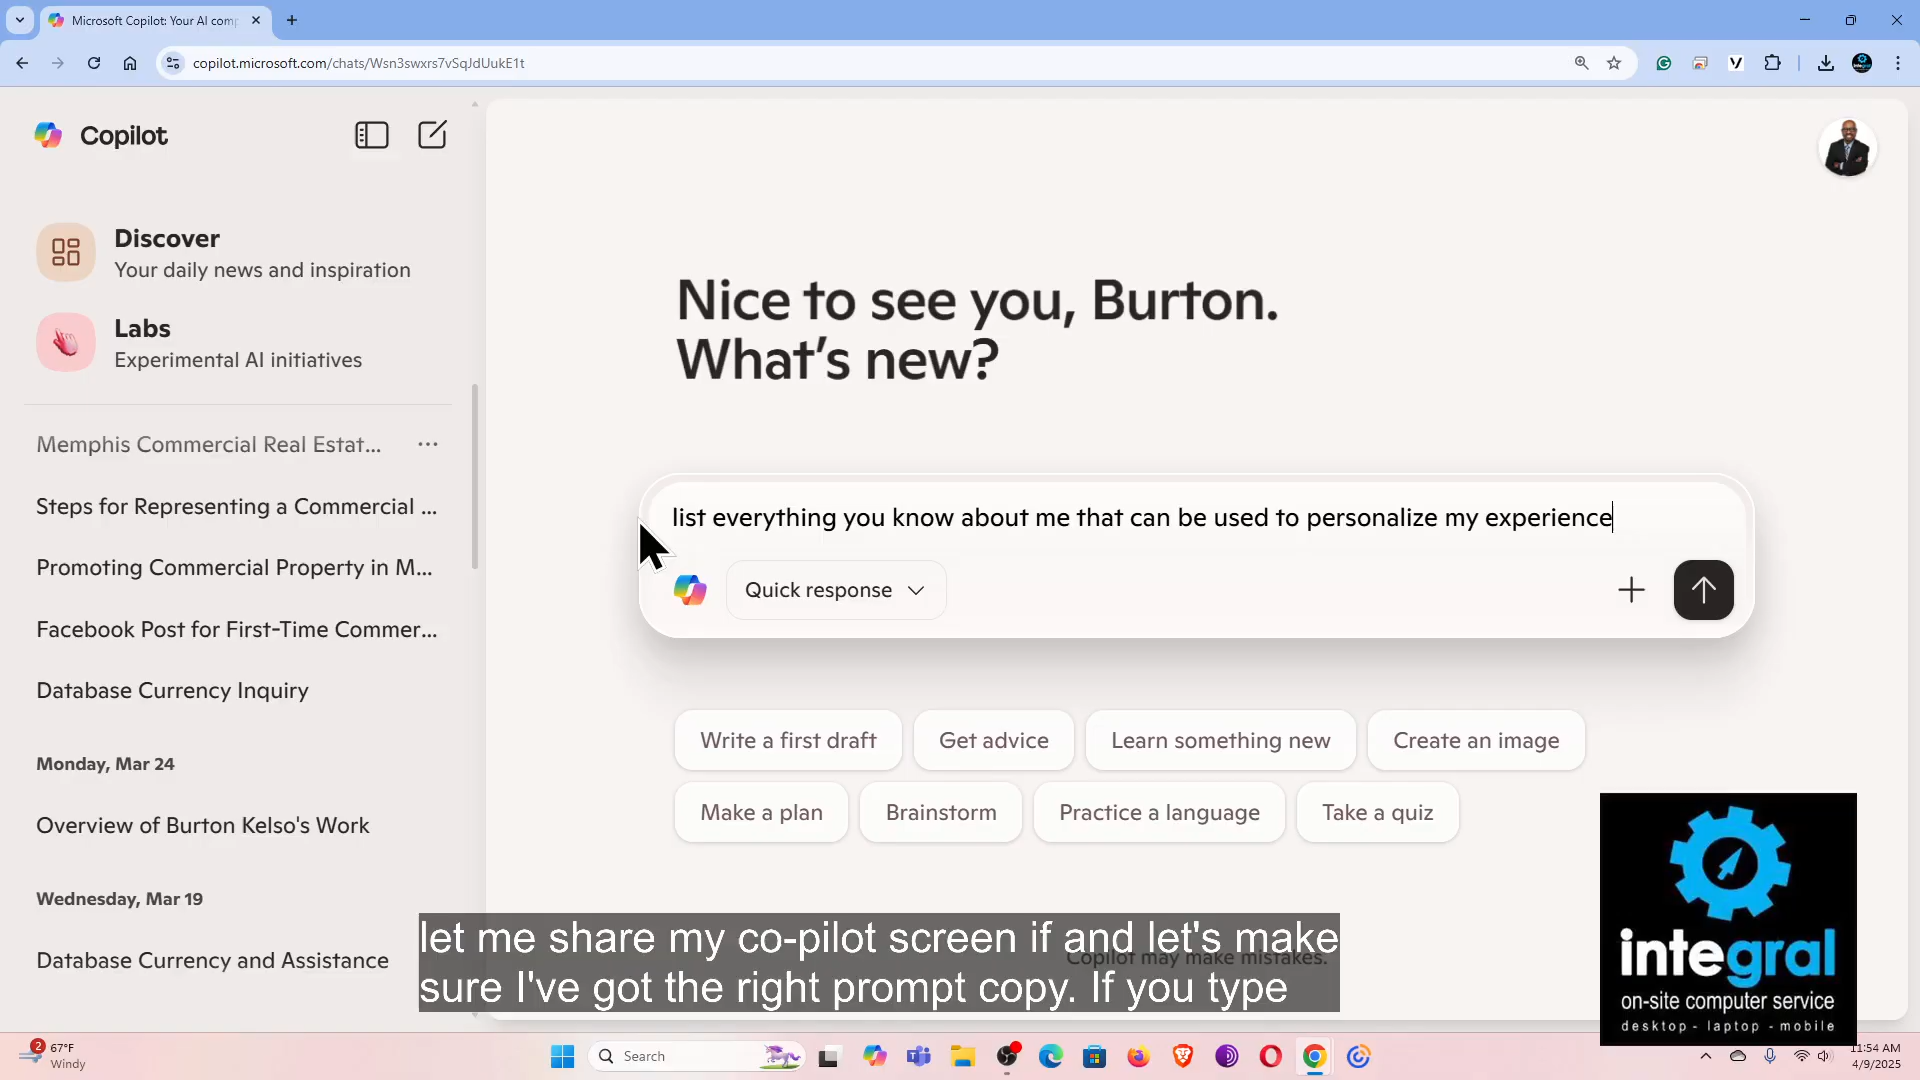 Microsoft Copilot: Your AI comp
copilot.microsoft.com/chats/Wsn3swxrs7vSqJdUukE1t
Copilot
Discover
Your daily news and inspiration
Labs
Experimental AI initiatives
Memphis Commercial Real Estat...
Steps for Representing a Commercial ...
Promoting Commercial Property in M...
Facebook Post for First-Time Commer...
Database Currency Inquiry
Monday, Mar 24
Overview of Burton Kelso's Work
Wednesday, Mar 19
Database Currency and Assistance
Nice to see you, Burton.
What's new?
list everything you know about me that can be used to personalize my experience
Quick response
Write a first draft
Get advice
Learn something new
Create an image
Make a plan
Brainstorm
Practice a language
Take a quiz
Copilot may make mistakes.
let me share my co-pilot screen if and let's make
sure I've got the right prompt copy. If you type
integral
on-site computer service
desktop - laptop - mobile
2
67°F
Windy
Search
11:54 AM
4/9/2025